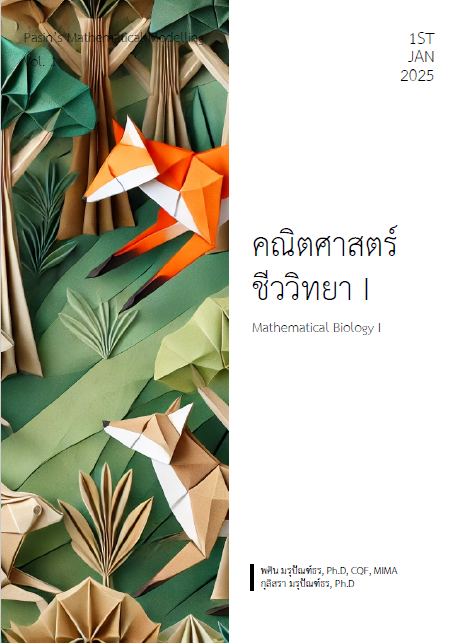 Pasin's Mathematical Modelling
Vol. 1
1ST
JAN
2025
คณิตศาสตร์
ชีววิทยา I
Mathematical Biology I
พศิน มรุปัณฑ์ธร, Ph.D, CQF, MIMA
กุลิสรา มรุปัณฑ์ธร, Ph.D